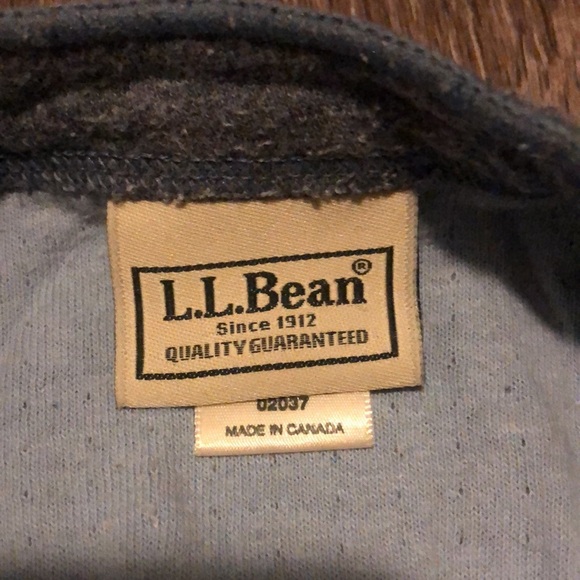 L.L.Bean®
Since 1912
QUALITY GUARANTEED
02037
MADE IN CANADA